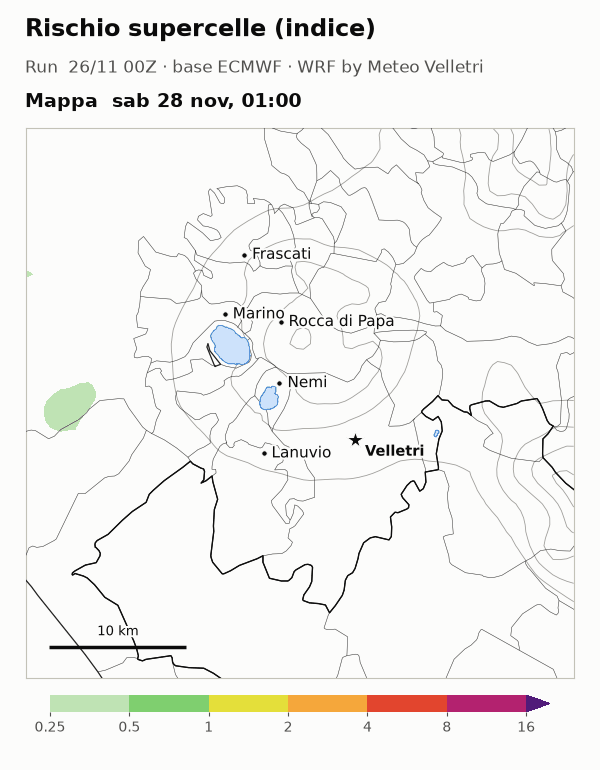 Rischio supercelle (indice)
Run  26/11 00Z · base ECMWF · WRF by Meteo Velletri
Mappa  sab 28 nov, 01:00
Frascati
Marino
Rocca di Papa
Nemi
Velletri
Lanuvio
10 km
0.25 0.5 1 2 4 8 16